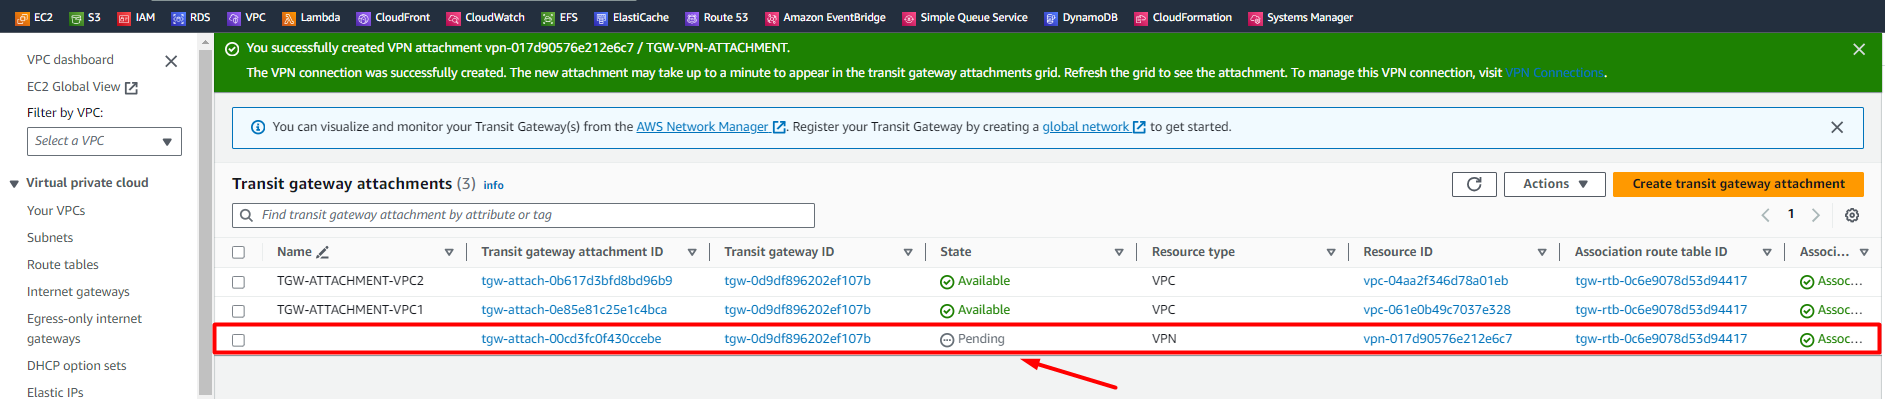 EC2 S3 IAM RDS VPC Lambda CloudFront CloudWatch EFS ElastiCache Route 53 Amazon EventBridge Simple Queue Service DynamoDB CloudFormation Systems Manager
VPC dashboard
EC2 Global View
Filter by VPC:
Select a VPC
Virtual private cloud
Your VPCs
Subnets
Route tables
Internet gateways
Egress-only internet
gateways
DHCP option sets
Elastic IPs
You successfully created VPN attachment vpn-017d90576e212e6c7 / TGW-VPN-ATTACHMENT.
The VPN connection was successfully created. The new attachment may take up to a minute to appear in the transit gateway attachments grid. Refresh the grid to see the attachment. To manage this VPN connection, visit VPN Connections.
You can visualize and monitor your Transit Gateway(s) from the AWS Network Manager. Register your Transit Gateway by creating a global network to get started.
Transit gateway attachments (3) info
Actions
Create transit gateway attachment
Find transit gateway attachment by attribute or tag
1
Name Transit gateway attachment ID Transit gateway ID State Resource type Resource ID Association route table ID Associ...
TGW-ATTACHMENT-VPC2 tgw-attach-0b617d3bfd8bd96b9 tgw-0d9df896202ef107b Available VPC vpc-04aa2f346d78a01eb tgw-rtb-0c6e9078d53d94417 Assoc...
TGW-ATTACHMENT-VPC1 tgw-attach-0e85e81c25e1c4bca tgw-0d9df896202ef107b Available VPC vpc-061e0b49c7037e328 tgw-rtb-0c6e9078d53d94417 Assoc...
tgw-attach-00cd3fc0f430ccebe tgw-0d9df896202ef107b Pending VPN vpn-017d90576e212e6c7 tgw-rtb-0c6e9078d53d94417 Assoc...